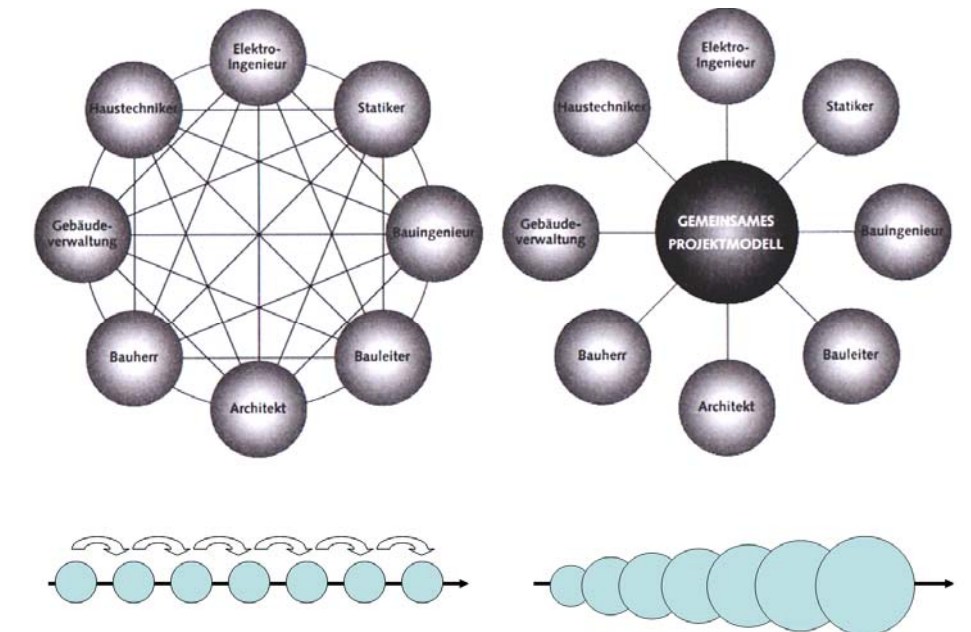 Elektro-
Ingenieur
Haustechniker
Statiker
Gebäude-
verwaltung
Bauingenieur
Bauherr
Bauleiter
Architekt
Elektro-
Ingenieur
Haustechniker
Statiker
Gebäude-
verwaltung
GEMEINSAMES
PROJEKTMODELL
Bauingenieur
Bauherr
Bauleiter
Architekt